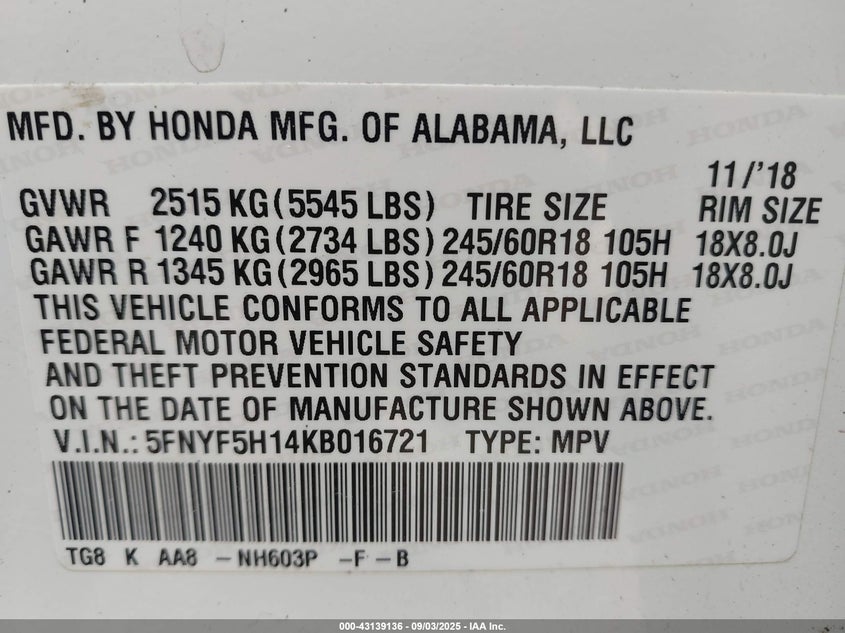 MFD. BY HONDA MFG. OF ALABAMA, LLC
11/'18
GVWR 2515 KG (5545 LBS) TIRE SIZE RIM SIZE
GAWR F 1240 KG (2734 LBS) 245/60R18 105H 18X8.0J
GAWR R 1345 KG (2965 LBS) 245/60R18 105H 18X8.0J
THIS VEHICLE CONFORMS TO ALL APPLICABLE
FEDERAL MOTOR VEHICLE SAFETY
AND THEFT PREVENTION STANDARDS IN EFFECT
ON THE DATE OF MANUFACTURE SHOWN ABOVE.
V.I.N.: 5FNYF5H14KB016721 TYPE: MPV
TG8 K AA8 -NH603P -F -B
000-43139136 - 09/03/2025 - IAA Inc.